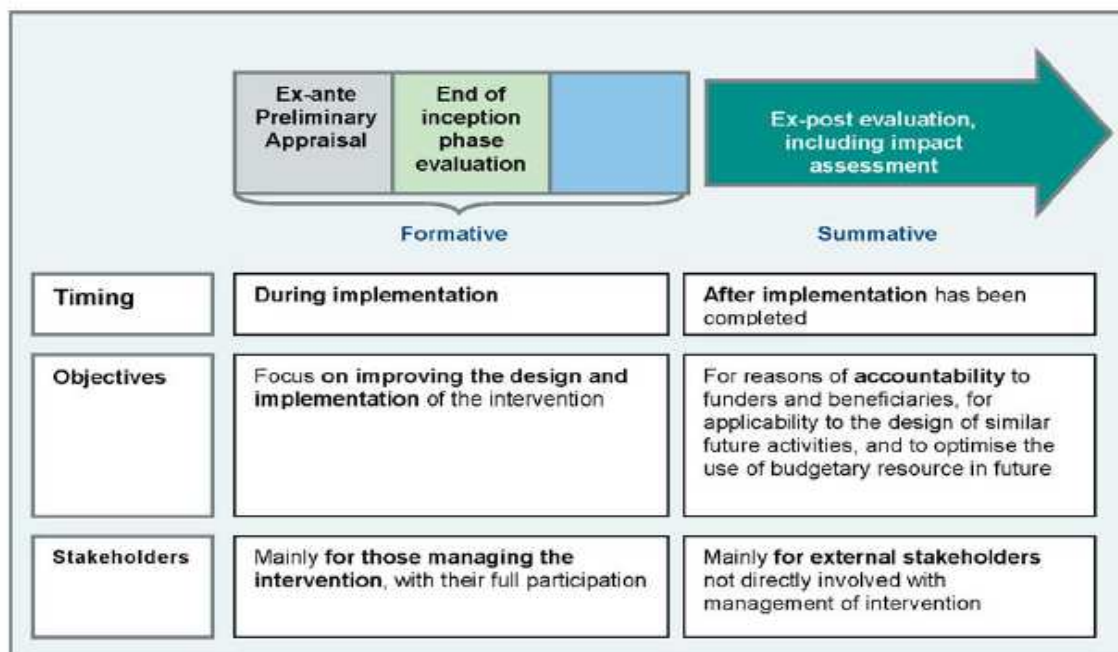 Ex-ante
Preliminary
Appraisal
End of
inception
phase
evaluation
Ex-post evaluation,
including impact
assessment
Formative
Summative
Timing
During implementation
After implementation has been
completed
Objectives
Focus on improving the design and
implementation of the intervention
For reasons of accountability to
funders and beneficiaries, for
applicability to the design of similar
future activities, and to optimise the
use of budgetary resource in future
Stakeholders
Mainly for those managing the
intervention, with their full participation
Mainly for external stakeholders
not directly involved with
management of intervention